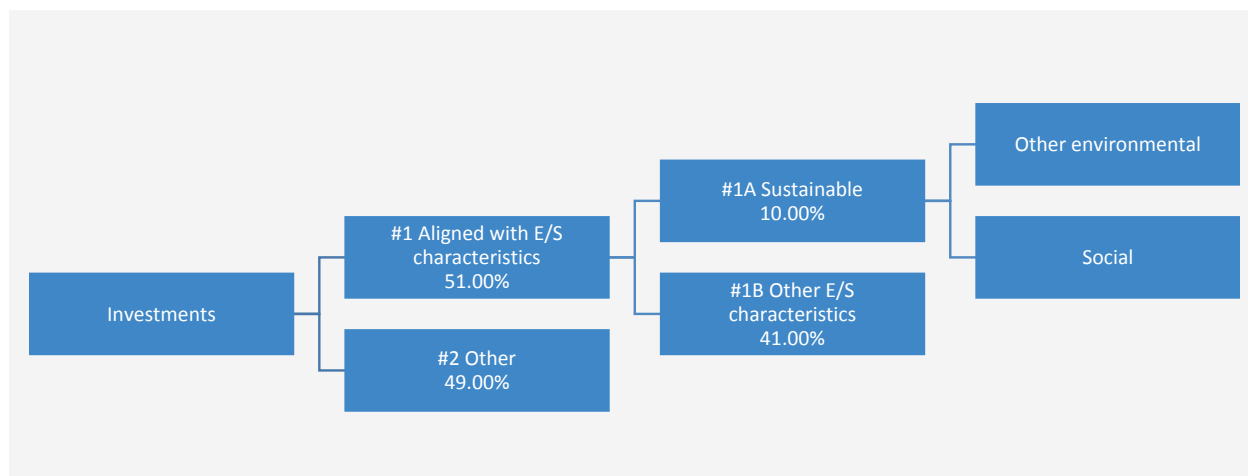 Investments
#1 Aligned with E/S
characteristics
51.00%
#2 Other
49.00%
#1A Sustainable
10.00%
#1B Other E/S
characteristics
41.00%
Other environmental
Social